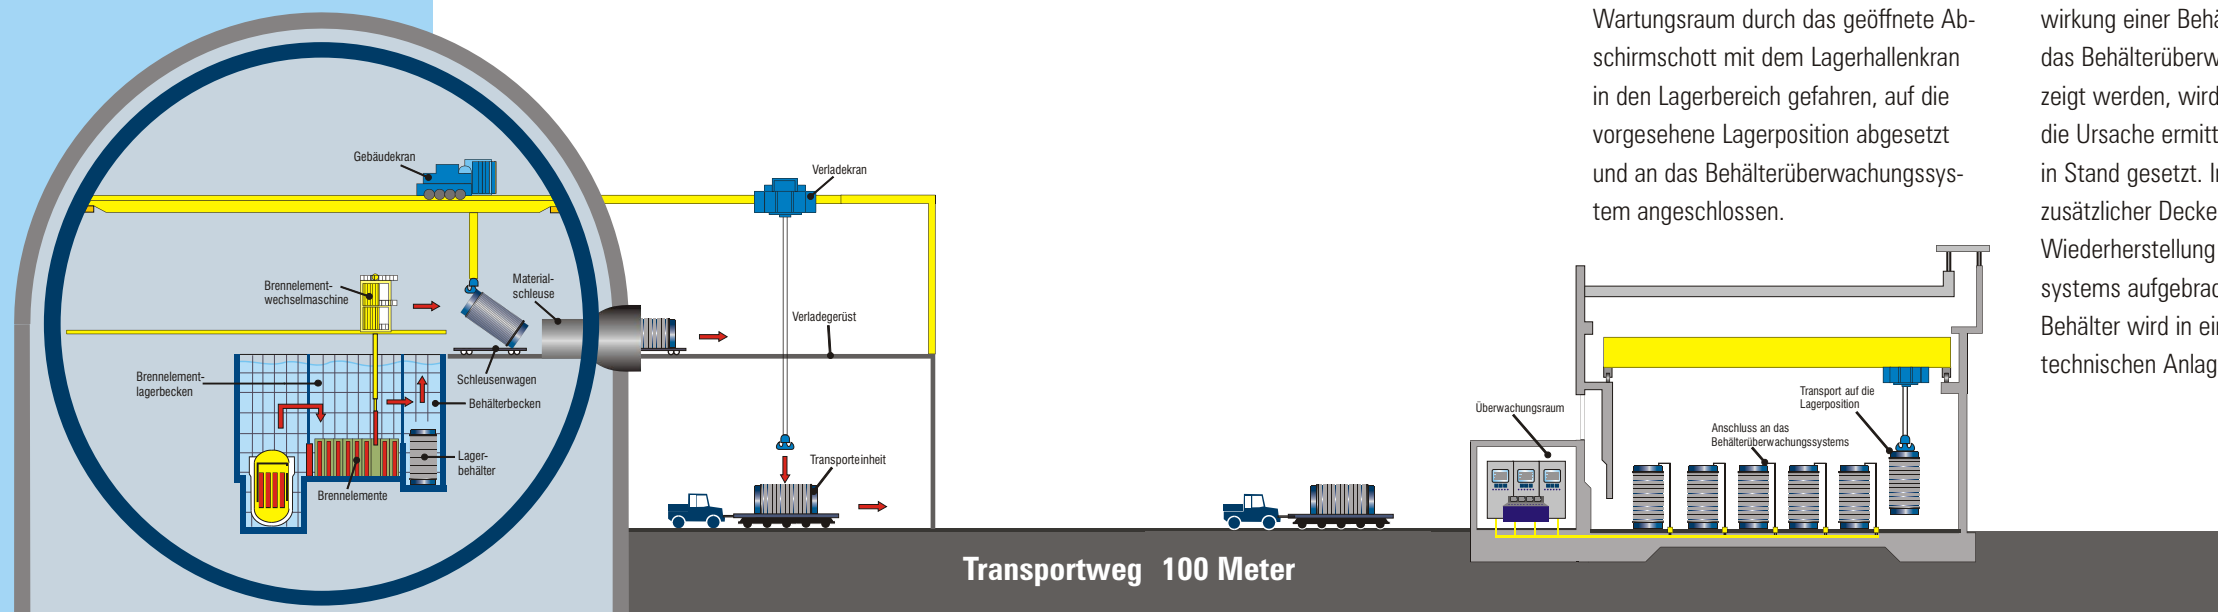 Wartungsraum durch das geöffnete Ab-
schirmschott mit dem Lagerhallenkran
in den Lagerbereich gefahren, auf die
vorgesehene Lagerposition abgesetzt
und an das Behälterüberwachungssys-
tem angeschlossen.
wirkung einer Behä
das Behälterüberw
zeigt werden, wird
die Ursache ermitt
in Stand gesetzt. I
zusätzlicher Decke
Wiederherstellung
systems aufgebrac
Behälter wird in ei
technischen Anlag
Gebäudekran
Verladekran
Brennelement-
wechselmaschine
Material-
schleuse
Verladegerüst
Brennelement-
lagerbecken
Schleusenwagen
Behälterbecken
Lager-
behälter
Brennelemente
Transporteinheit
Überwachungsraum
Anschluss an das
Behälterüberwachungssystems
Transport auf die
Lagerposition
Transportweg 100 Meter